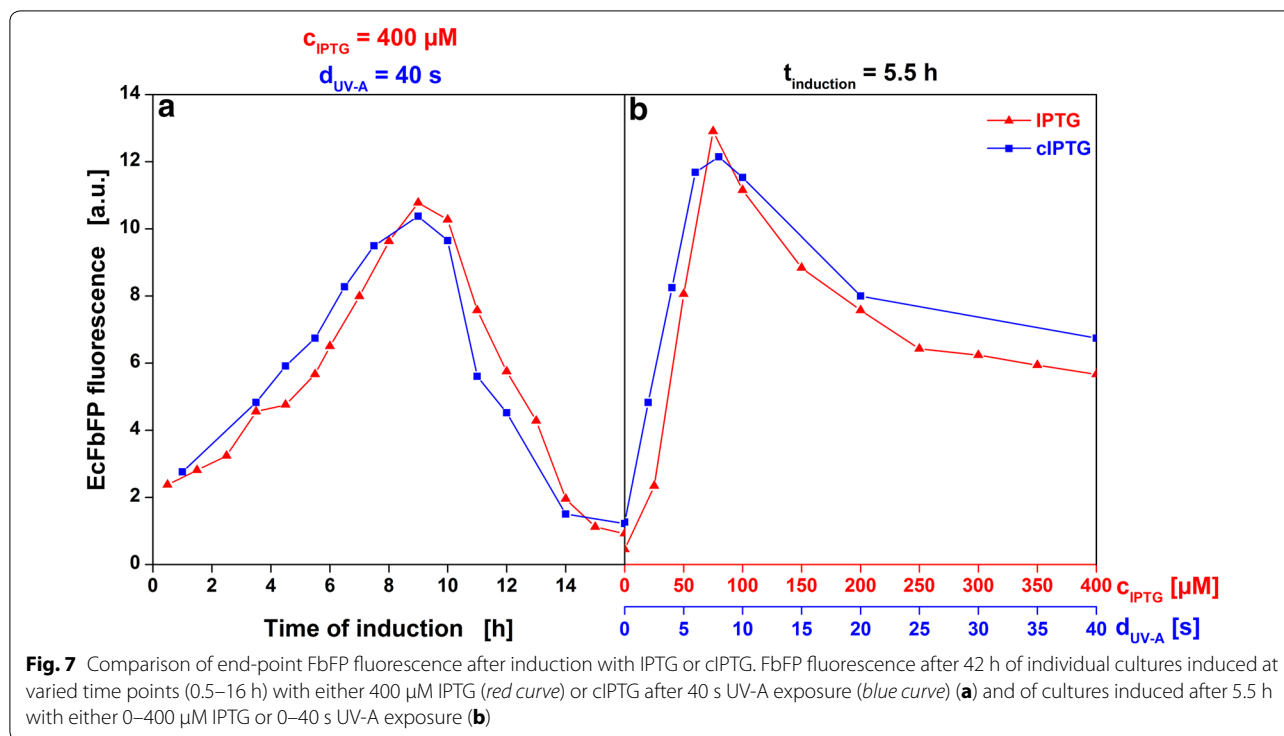 c_IPTG = 400 µM
d_UV-A = 40 s
t_induction = 5.5 h
a
b
IPTG
cIPTG
EcFbFP fluorescence [a.u.]
14
12
10
8
6
4
2
0
0 2 4 6 8 10 12 14
0 50 100 150 200 250 300 350 400 c_IPTG [µM]
0 5 10 15 20 25 30 35 40 d_UV-A [s]
Time of induction [h]
Fig. 7 Comparison of end-point FbFP fluorescence after induction with IPTG or cIPTG. FbFP fluorescence after 42 h of individual cultures induced at
varied time points (0.5–16 h) with either 400 µM IPTG (red curve) or cIPTG after 40 s UV-A exposure (blue curve) (a) and of cultures induced after 5.5 h
with either 0–400 µM IPTG or 0–40 s UV-A exposure (b)